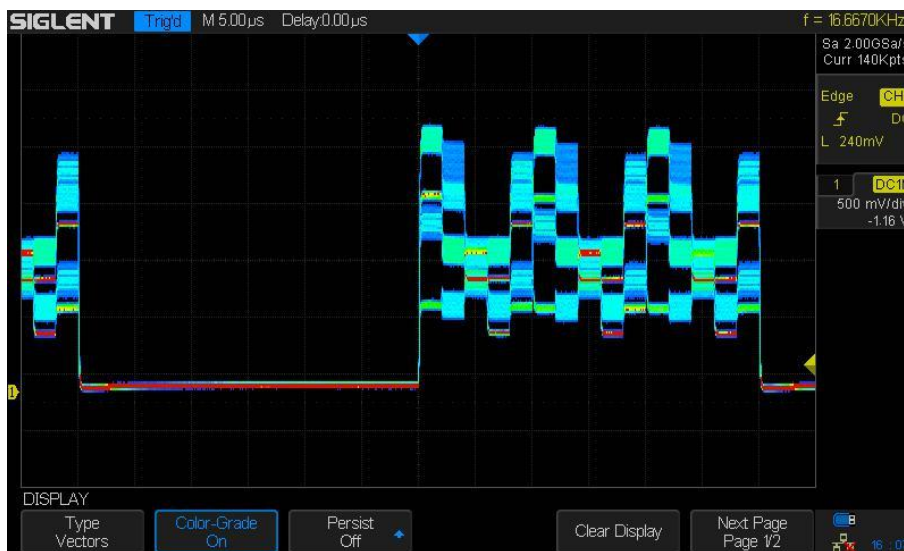 SIGLENT Trig'd M 5.00µs Delay:0.00µs f = 16.6670KHz
Sa 2.00GSa/
Curr 140Kpts
Edge CH
DC
L 240mV
1 DC1
500 mV/div
-1.16 V
1
DISPLAY
Type
Vectors
Color-Grade
On
Persist
Off
Clear Display
Next Page
Page 1/2